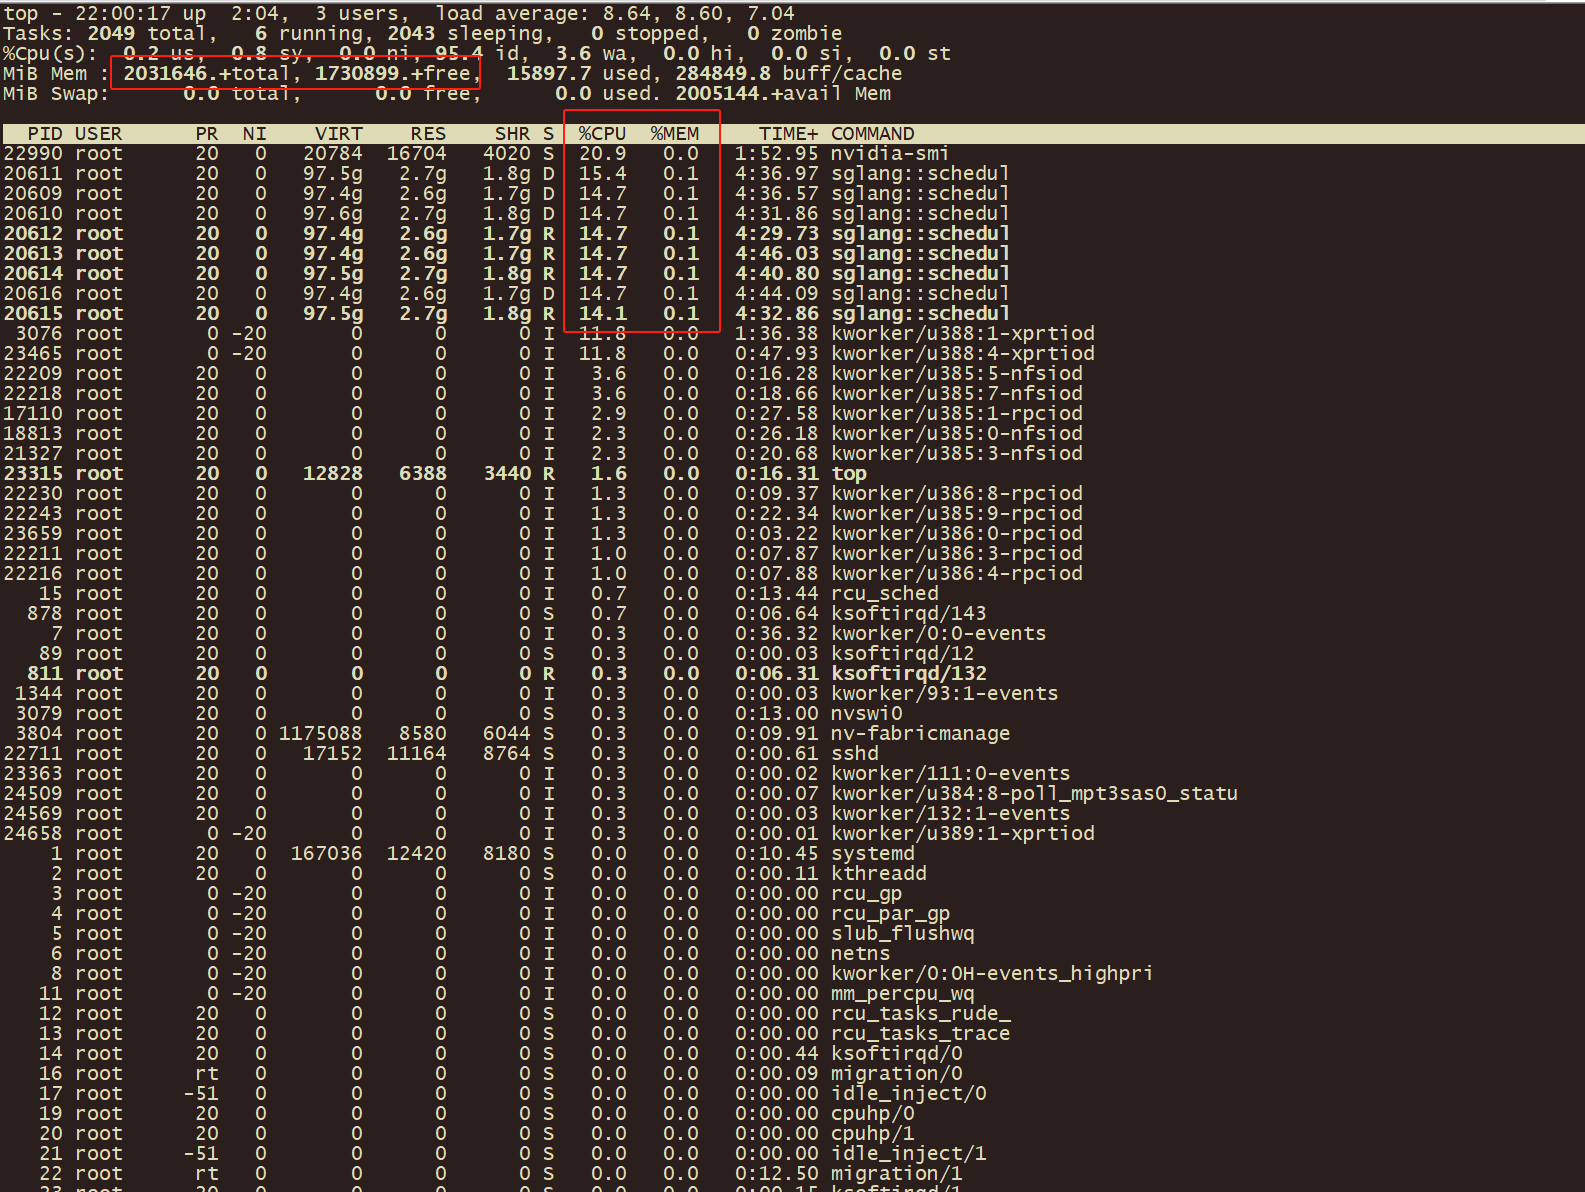 top - 22:00:17 up  2:04,  3 users,  load average: 8.64, 8.60, 7.04
Tasks: 2049 total,   6 running, 2043 sleeping,   0 stopped,   0 zombie
%Cpu(s):  0.2 us,  0.8 sy,  0.0 ni, 95.4 id,  3.6 wa,  0.0 hi,  0.0 si,  0.0 st
MiB Mem : 2031646.+total, 1730899.+free,  15897.7 used, 284849.8 buff/cache
MiB Swap:      0.0 total,      0.0 free,      0.0 used. 2005144.+avail Mem
PID USER PR NI VIRT RES SHR S %CPU %MEM TIME+ COMMAND
22990 root 20 0 20784 16704 4020 S 20.9 0.0 1:52.95 nvidia-smi
20611 root 20 0 97.5g 2.7g 1.8g D 15.4 0.1 4:36.97 sglang::schedul
20609 root 20 0 97.4g 2.6g 1.7g D 14.7 0.1 4:36.57 sglang::schedul
20610 root 20 0 97.6g 2.7g 1.8g D 14.7 0.1 4:31.86 sglang::schedul
20612 root 20 0 97.4g 2.6g 1.7g R 14.7 0.1 4:29.73 sglang::schedul
20613 root 20 0 97.4g 2.6g 1.7g R 14.7 0.1 4:46.03 sglang::schedul
20614 root 20 0 97.5g 2.7g 1.8g R 14.7 0.1 4:40.80 sglang::schedul
20616 root 20 0 97.4g 2.6g 1.7g D 14.7 0.1 4:44.09 sglang::schedul
20615 root 20 0 97.5g 2.7g 1.8g R 14.1 0.1 4:32.86 sglang::schedul
3076 root 0 -20 0 0 0 I 11.8 0.0 1:36.38 kworker/u388:1-xprtiod
23465 root 0 -20 0 0 0 I 11.8 0.0 0:47.93 kworker/u388:4-xprtiod
22209 root 20 0 0 0 0 I 3.6 0.0 0:16.28 kworker/u385:5-nfsiod
22218 root 20 0 0 0 0 I 3.6 0.0 0:18.66 kworker/u385:7-nfsiod
17110 root 20 0 0 0 0 I 2.9 0.0 0:27.58 kworker/u385:1-rpciod
18813 root 20 0 0 0 0 I 2.3 0.0 0:26.18 kworker/u385:0-nfsiod
21327 root 20 0 0 0 0 I 2.3 0.0 0:20.68 kworker/u385:3-nfsiod
23315 root 20 0 12828 6388 3440 R 1.6 0.0 0:16.31 top
22230 root 20 0 0 0 0 I 1.3 0.0 0:09.37 kworker/u386:8-rpciod
22243 root 20 0 0 0 0 I 1.3 0.0 0:22.34 kworker/u385:9-rpciod
23659 root 20 0 0 0 0 I 1.3 0.0 0:03.22 kworker/u386:0-rpciod
22211 root 20 0 0 0 0 I 1.0 0.0 0:07.87 kworker/u386:3-rpciod
22216 root 20 0 0 0 0 I 1.0 0.0 0:07.88 kworker/u386:4-rpciod
15 root 20 0 0 0 0 I 0.7 0.0 0:13.44 rcu_sched
878 root 20 0 0 0 0 S 0.7 0.0 0:06.64 ksoftirqd/143
7 root 20 0 0 0 0 I 0.3 0.0 0:36.32 kworker/0:0-events
89 root 20 0 0 0 0 S 0.3 0.0 0:00.03 ksoftirqd/12
811 root 20 0 0 0 0 R 0.3 0.0 0:06.31 ksoftirqd/132
1344 root 20 0 0 0 0 I 0.3 0.0 0:00.03 kworker/93:1-events
3079 root 20 0 0 0 0 S 0.3 0.0 0:13.00 nvswi0
3804 root 20 0 1175088 8580 6044 S 0.3 0.0 0:09.91 nv-fabricmanage
22711 root 20 0 17152 11164 8764 S 0.3 0.0 0:00.61 sshd
23363 root 20 0 0 0 0 I 0.3 0.0 0:00.02 kworker/111:0-events
24509 root 20 0 0 0 0 I 0.3 0.0 0:00.07 kworker/u384:8-poll_mpt3sas0_statu
24569 root 20 0 0 0 0 I 0.3 0.0 0:00.03 kworker/132:1-events
24658 root 0 -20 0 0 0 I 0.3 0.0 0:00.01 kworker/u389:1-xprtiod
1 root 20 0 167036 12420 8180 S 0.0 0.0 0:10.45 systemd
2 root 20 0 0 0 0 S 0.0 0.0 0:00.11 kthreadd
3 root 0 -20 0 0 0 I 0.0 0.0 0:00.00 rcu_gp
4 root 0 -20 0 0 0 I 0.0 0.0 0:00.00 rcu_par_gp
5 root 0 -20 0 0 0 I 0.0 0.0 0:00.00 slub_flushwq
6 root 0 -20 0 0 0 I 0.0 0.0 0:00.00 netns
8 root 0 -20 0 0 0 I 0.0 0.0 0:00.00 kworker/0:0H-events_highpri
11 root 0 -20 0 0 0 I 0.0 0.0 0:00.00 mm_percpu_wq
12 root 20 0 0 0 0 S 0.0 0.0 0:00.00 rcu_tasks_rude_
13 root 20 0 0 0 0 S 0.0 0.0 0:00.00 rcu_tasks_trace
14 root 20 0 0 0 0 S 0.0 0.0 0:00.44 ksoftirqd/0
16 root rt 0 0 0 0 S 0.0 0.0 0:00.09 migration/0
17 root -51 0 0 0 0 S 0.0 0.0 0:00.00 idle_inject/0
19 root 20 0 0 0 0 S 0.0 0.0 0:00.00 cpuhp/0
20 root 20 0 0 0 0 S 0.0 0.0 0:00.00 cpuhp/1
21 root -51 0 0 0 0 S 0.0 0.0 0:00.00 idle_inject/1
22 root rt 0 0 0 0 S 0.0 0.0 0:12.50 migration/1
23 root 20 0 0 0 0 S 0.0 0.0 0:00.15 ksoftirqd/1